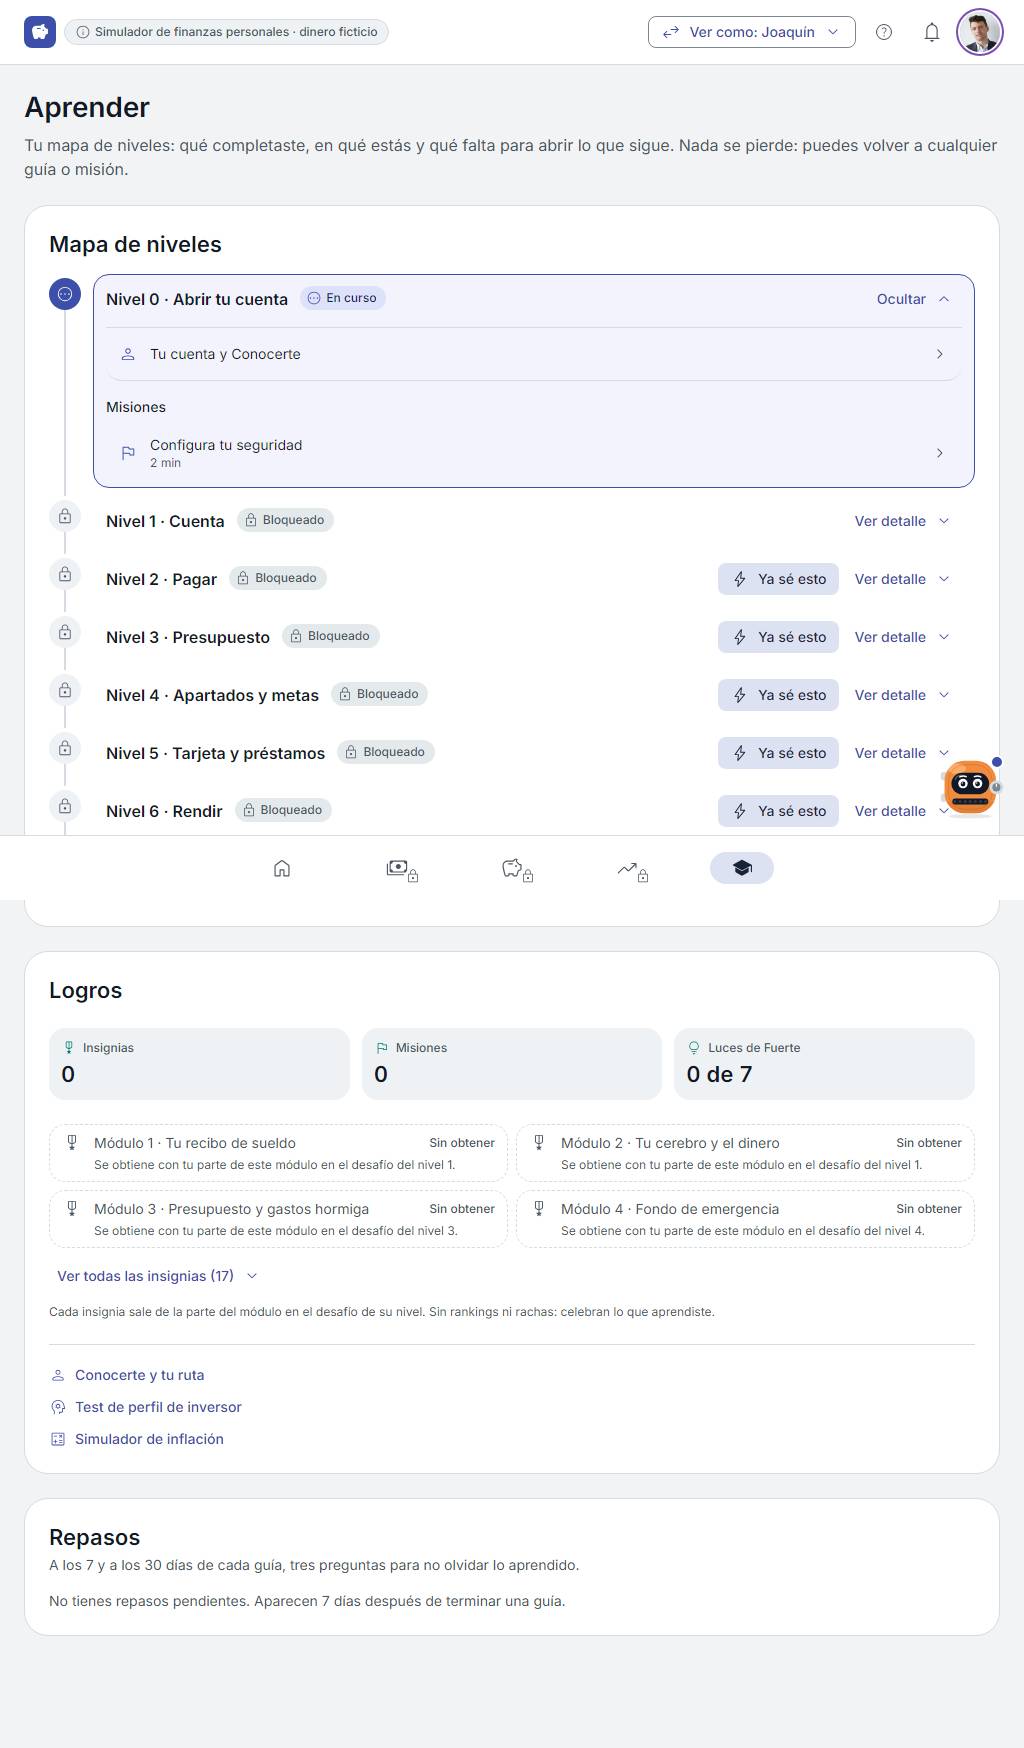 Simulador de finanzas personales · dinero ficticio
Ver como: Joaquín
Aprender
Tu mapa de niveles: qué completaste, en qué estás y qué falta para abrir lo que sigue. Nada se pierde: puedes volver a cualquier
guía o misión.
Mapa de niveles
Nivel 0 · Abrir tu cuenta
En curso
Ocultar
Tu cuenta y Conocerte
Misiones
Configura tu seguridad
2 min
Nivel 1 · Cuenta
Bloqueado
Ver detalle
Nivel 2 · Pagar
Bloqueado
Ya sé esto
Ver detalle
Nivel 3 · Presupuesto
Bloqueado
Ya sé esto
Ver detalle
Nivel 4 · Apartados y metas
Bloqueado
Ya sé esto
Ver detalle
Nivel 5 · Tarjeta y préstamos
Bloqueado
Ya sé esto
Ver detalle
Nivel 6 · Rendir
Bloqueado
Ya sé esto
Ver detalle
Logros
Insignias
0
Misiones
0
Luces de Fuerte
0 de 7
Módulo 1 · Tu recibo de sueldo
Sin obtener
Se obtiene con tu parte de este módulo en el desafío del nivel 1.
Módulo 2 · Tu cerebro y el dinero
Sin obtener
Se obtiene con tu parte de este módulo en el desafío del nivel 1.
Módulo 3 · Presupuesto y gastos hormiga
Sin obtener
Se obtiene con tu parte de este módulo en el desafío del nivel 3.
Módulo 4 · Fondo de emergencia
Sin obtener
Se obtiene con tu parte de este módulo en el desafío del nivel 4.
Ver todas las insignias (17)
Cada insignia sale de la parte del módulo en el desafío de su nivel. Sin rankings ni rachas: celebran lo que aprendiste.
Conocerte y tu ruta
Test de perfil de inversor
Simulador de inflación
Repasos
A los 7 y a los 30 días de cada guía, tres preguntas para no olvidar lo aprendido.
No tienes repasos pendientes. Aparecen 7 días después de terminar una guía.